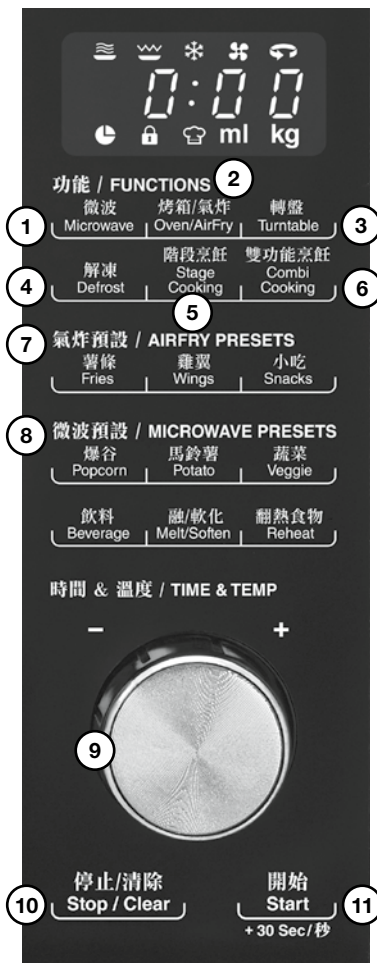 0:00
ml kg
功能 / FUNCTIONS 2
1 微波 烤箱/氣炸 轉盤 3
Microwave Oven/AirFry Turntable
4 解凍 階段烹飪 雙功能烹飪 6
Defrost Stage Cooking Combi Cooking
5
7 氣炸預設 / AIRFRY PRESETS
薯條 雞翼 小吃
Fries Wings Snacks
8 微波預設 / MICROWAVE PRESETS
爆谷 馬鈴薯 蔬菜
Popcorn Potato Veggie
飲料 融/軟化 翻熱食物
Beverage Melt/Soften Reheat
時間 & 溫度 / TIME & TEMP
− +
9
停止/清除 開始
10 Stop / Clear Start 11
+ 30 Sec/秒